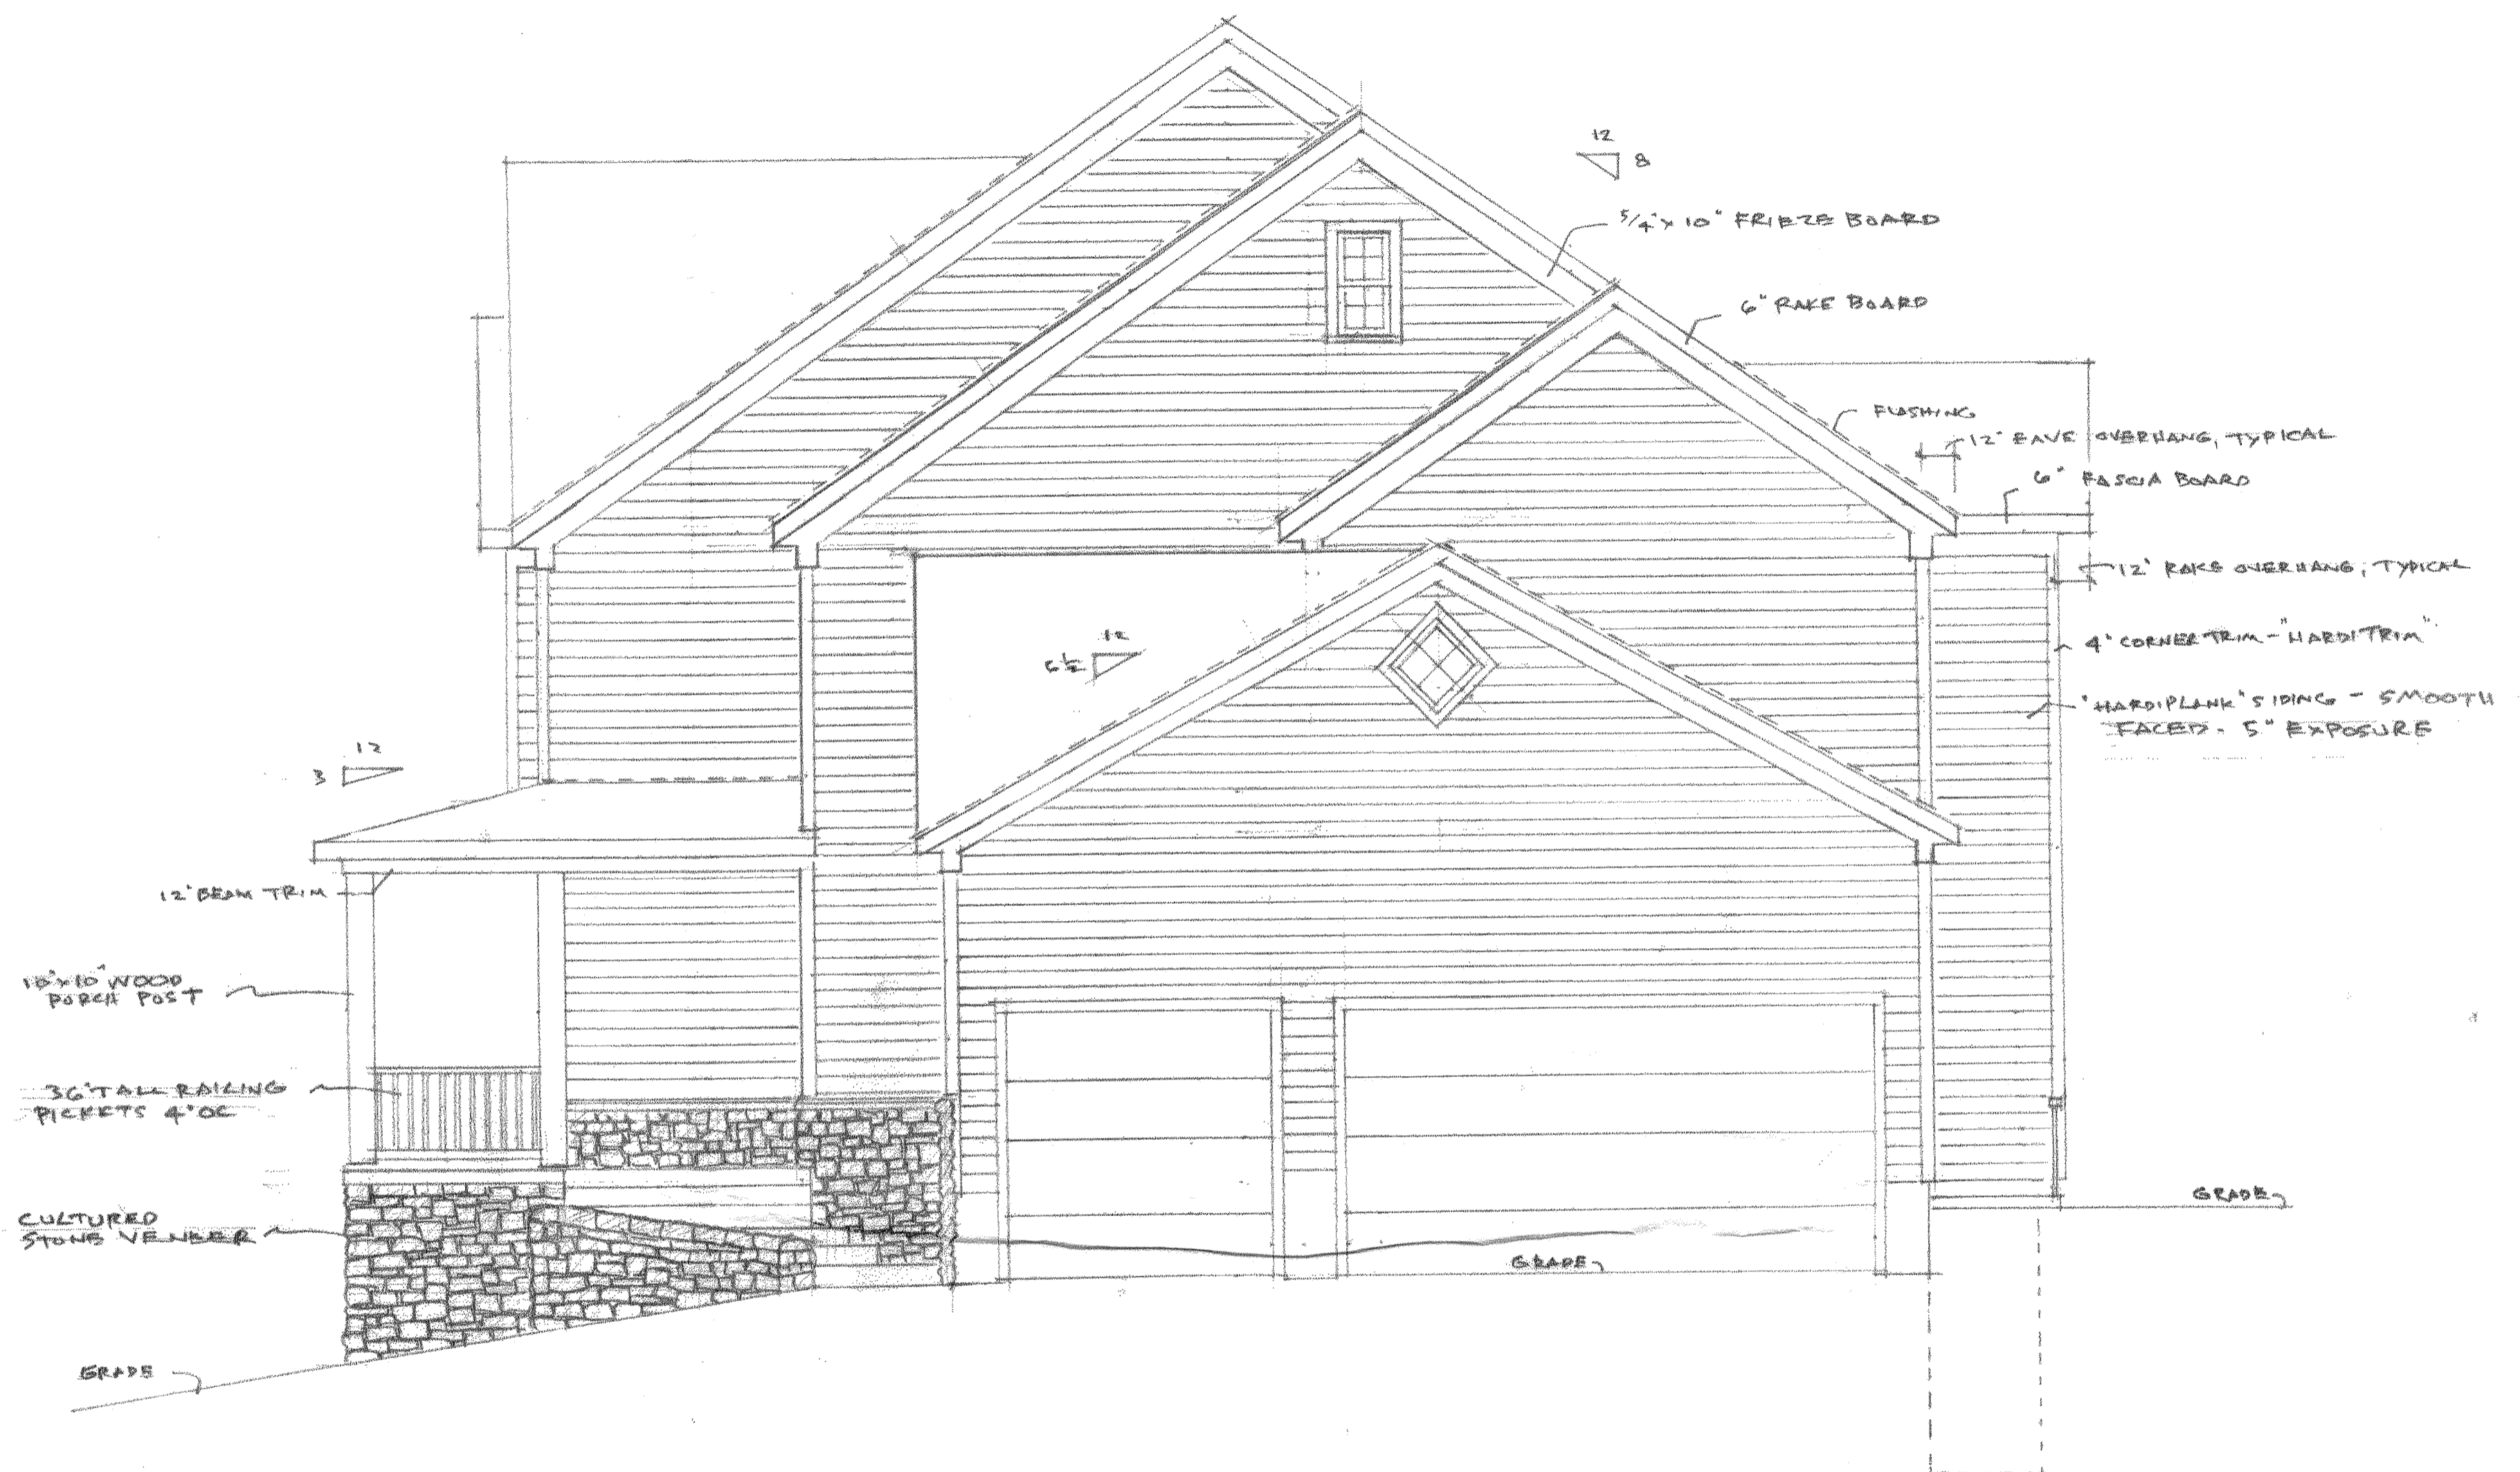 12
8
5/4" x 10" FRIEZE BOARD
6" RAKE BOARD
FLASHING
12" EAVE OVERHANG, TYPICAL
6" FASCIA BOARD
12" RAKE OVERHANG, TYPICAL
12
6 1/2
4" CORNER TRIM - "HARDITRIM"
"HARDIPLANK" SIDING - SMOOTH
FACED - 5" EXPOSURE
12
3
12" BEAM TRIM
10"x10" WOOD
PORCH POST
36" TALL RAILING
PICKETS 4" OC
CULTURED
STONE VENEER
GRADE
GRADE
GRADE